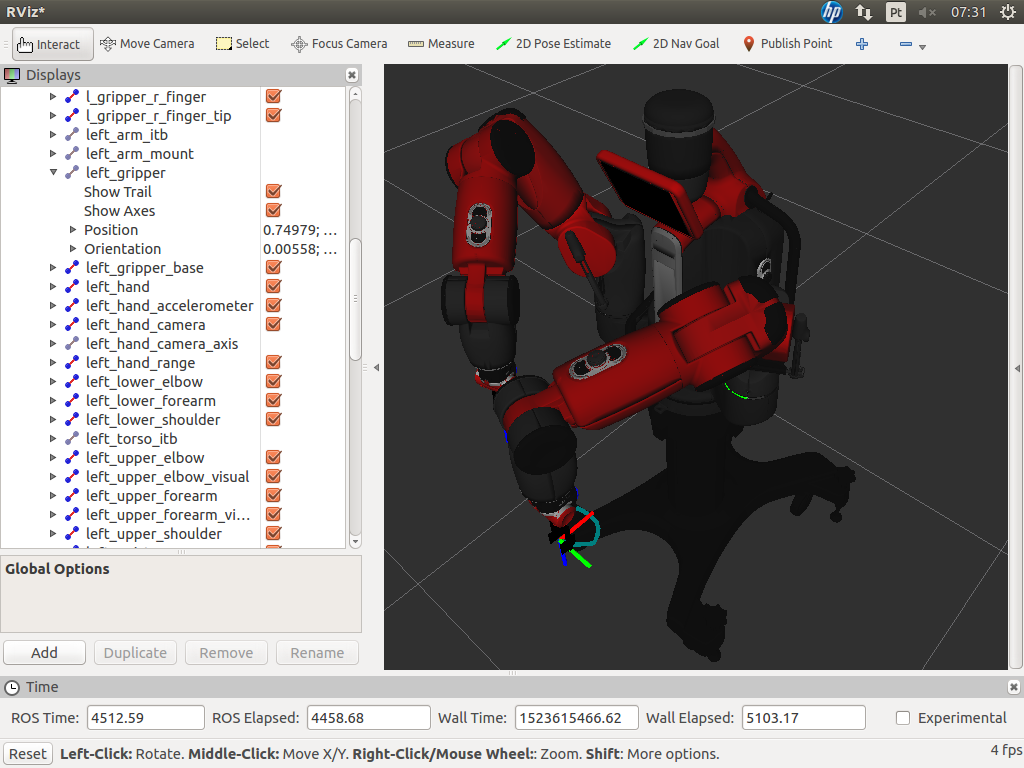 RViz*
hp
Pt
07:31
Interact
Move Camera
Select
Focus Camera
Measure
2D Pose Estimate
2D Nav Goal
Publish Point
Displays
l_gripper_r_finger
l_gripper_r_finger_tip
left_arm_itb
left_arm_mount
left_gripper
Show Trail
Show Axes
Position 0.74979; ...
Orientation 0.00558; ...
left_gripper_base
left_hand
left_hand_accelerometer
left_hand_camera
left_hand_camera_axis
left_hand_range
left_lower_elbow
left_lower_forearm
left_lower_shoulder
left_torso_itb
left_upper_elbow
left_upper_elbow_visual
left_upper_forearm
left_upper_forearm_vi...
left_upper_shoulder
Global Options
Add
Duplicate
Remove
Rename
Time
ROS Time: 4512.59 ROS Elapsed: 4458.68 Wall Time: 1523615466.62 Wall Elapsed: 5103.17 Experimental
Reset Left-Click: Rotate. Middle-Click: Move X/Y. Right-Click/Mouse Wheel:: Zoom. Shift: More options. 4 fps